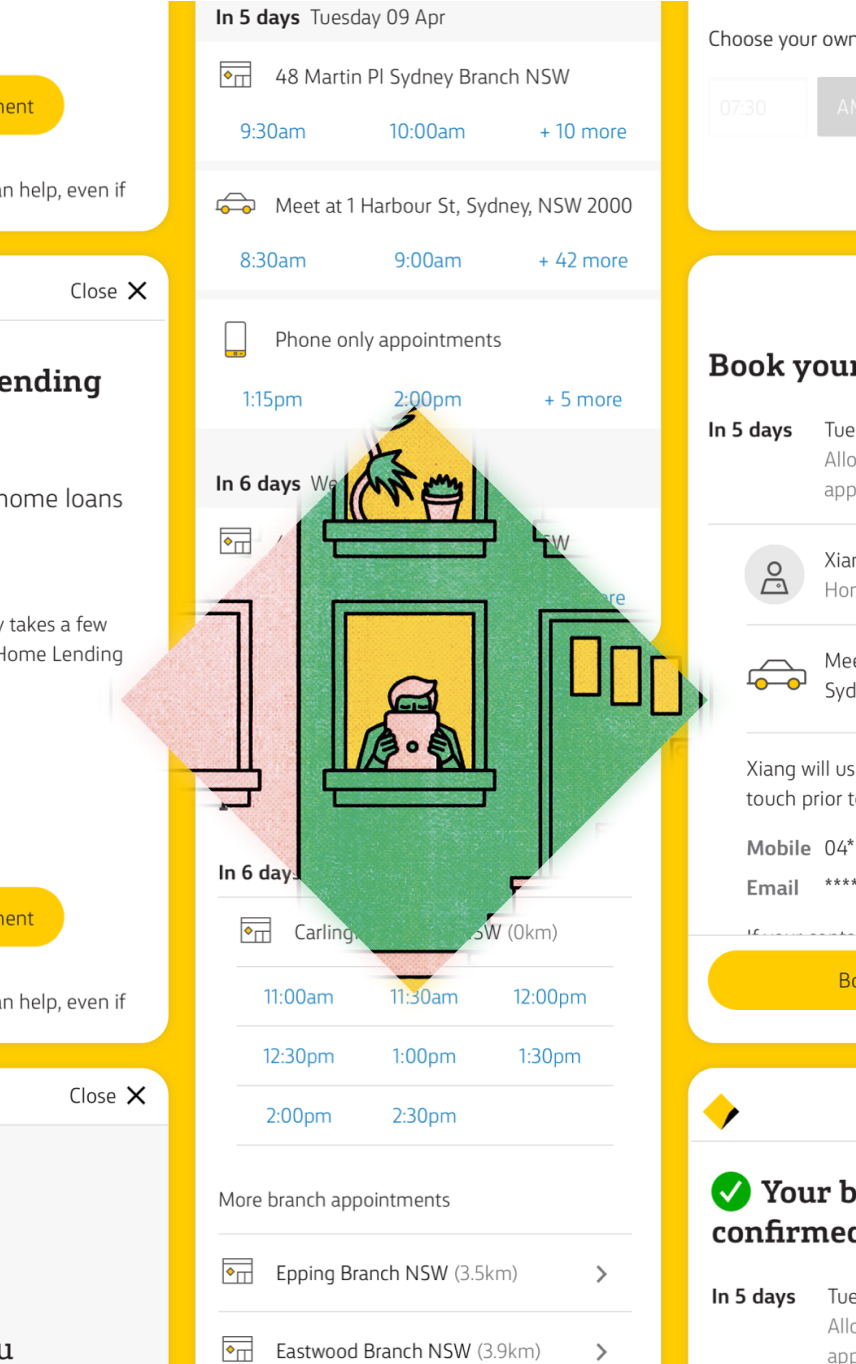 ment
an help, even if
Close
ending
home loans
takes a few
Home Lending
ment
an help, even if
Close
u
In 5 days Tuesday 09 Apr
48 Martin Pl Sydney Branch NSW
9:30am 10:00am + 10 more
Meet at 1 Harbour St, Sydney, NSW 2000
8:30am 9:00am + 42 more
Phone only appointments
1:15pm 2:00pm + 5 more
In 6 days We
SW
re
In 6 days
Carling SW (0km)
11:00am 11:30am 12:00pm
12:30pm 1:00pm 1:30pm
2:00pm 2:30pm
More branch appointments
Epping Branch NSW (3.5km)
Eastwood Branch NSW (3.9km)
Choose your own
07:30 AM
Book your
In 5 days Tue
Allo
app
Xian
Hom
Mee
Syd
Xiang will us
touch prior to
Mobile 04*
Email ****
Bo
Your b
confirmed
In 5 days Tue
Allo
app